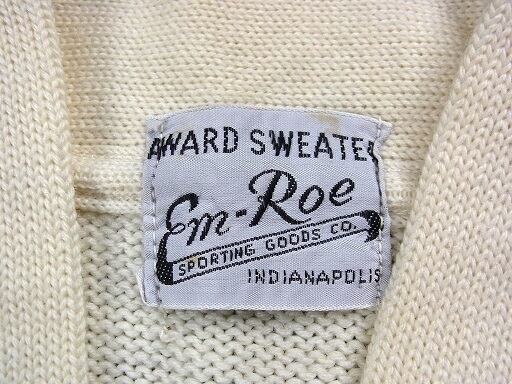 AWARD SWEATER
Em-Roe
SPORTING GOODS CO.
INDIANAPOLIS